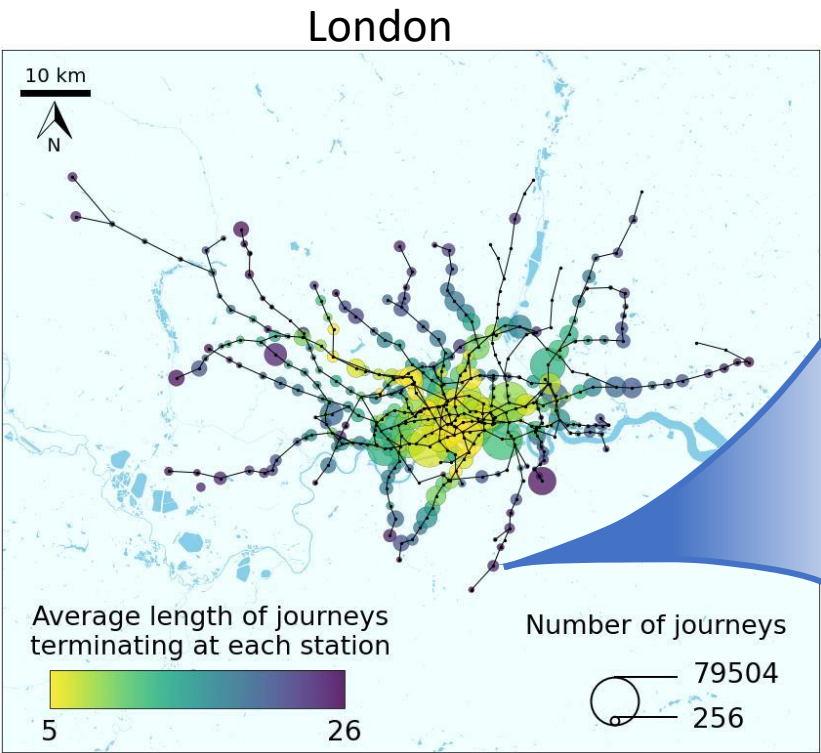 London
10 km
N
Average length of journeys
terminating at each station
5 26
Number of journeys
79504
256